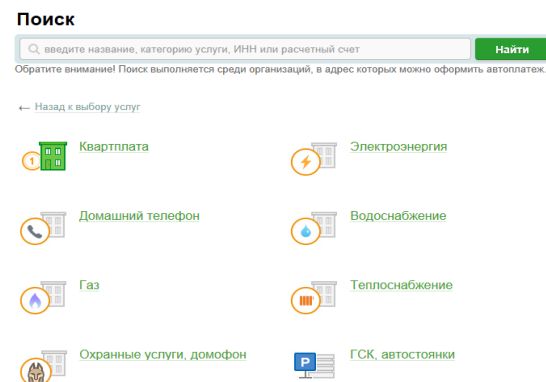 Поиск
введите название, категорию услуги, ИНН или расчетный счет
Найти
Обратите внимание! Поиск выполняется среди организаций, в адрес которых можно оформить автоплатеж.
← Назад к выбору услуг
1
Квартплата
Электроэнергия
Домашний телефон
Водоснабжение
Газ
Теплоснабжение
Охранные услуги, домофон
P
ГСК, автостоянки